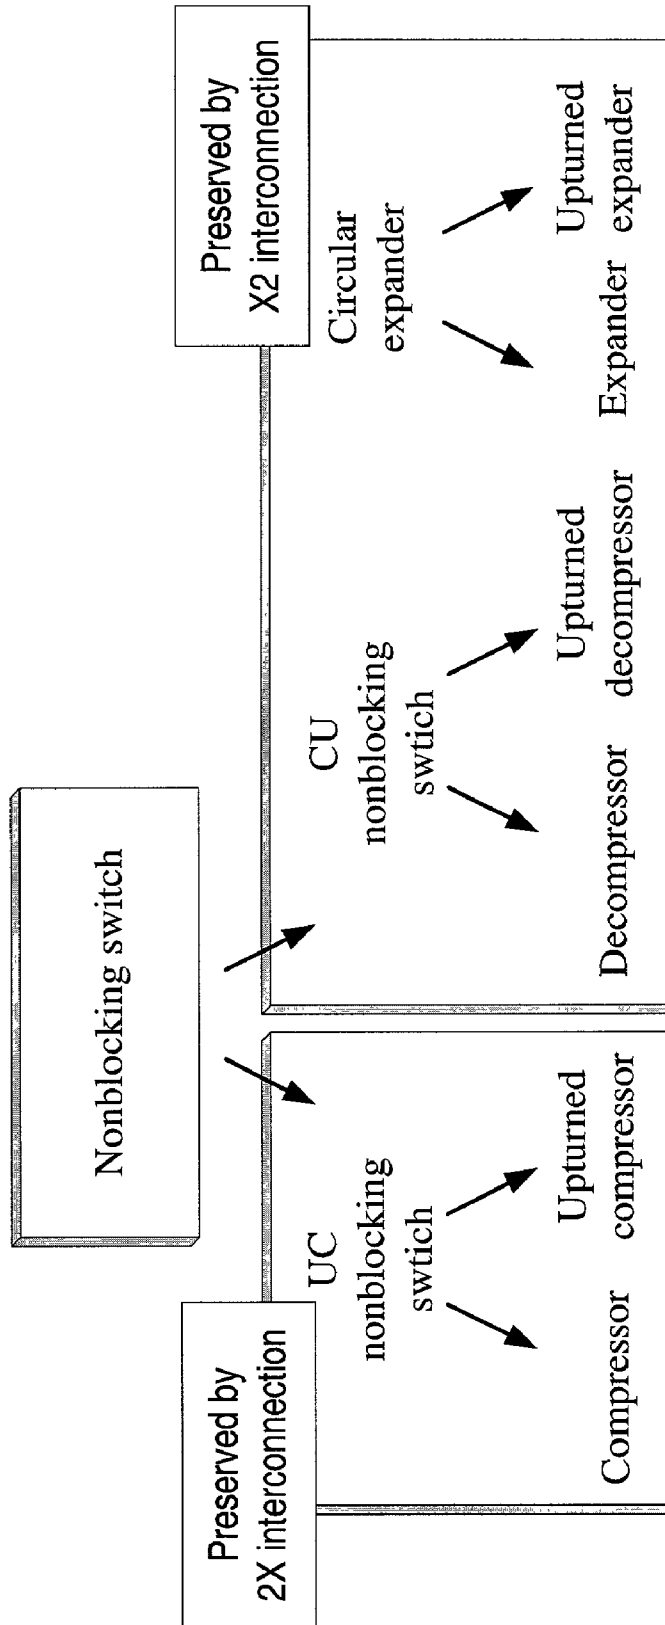 Nonblocking switch
Preserved by
2X interconnection
Preserved by
X2 interconnection
UC
nonblocking
swtich
CU
nonblocking
swtich
Circular
expander
Compressor
Upturned
compressor
Decompressor
Upturned
decompressor
Expander
Upturned
expander